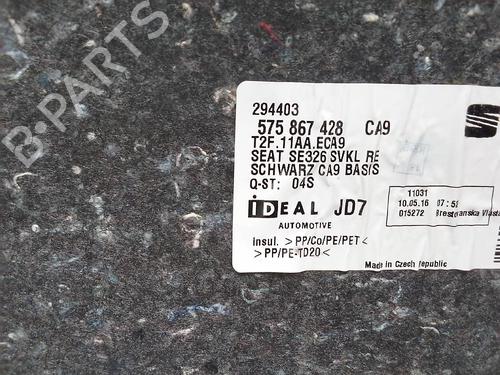 B-PARTS
294403
575 867 428 CA9
T2F.11AA.ECA9
SEAT SE326 SVKL RE
SCHWARZ CA9 BASIS
Q-ST: 04S
iDEAL JD7
AUTOMOTIVE
11031
10.05.16 07:58
015272
insul. >PP/Co/PE/PET<
>PP/PE-TD20<
Made in Czech republic